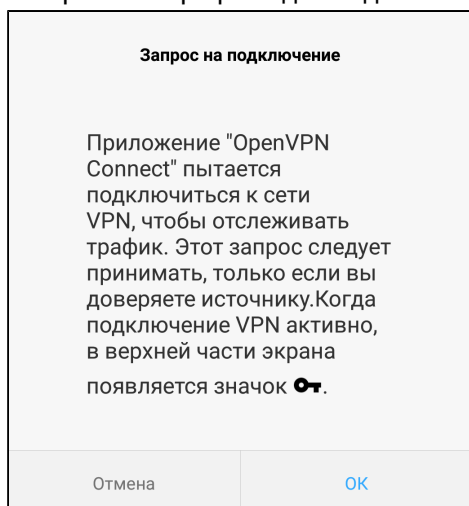 Запрос на подключение
Приложение "OpenVPN
Connect" пытается
подключиться к сети
VPN, чтобы отслеживать
трафик. Этот запрос следует
принимать, только если вы
доверяете источнику.Когда
подключение VPN активно,
в верхней части экрана
появляется значок .
Отмена
ОК